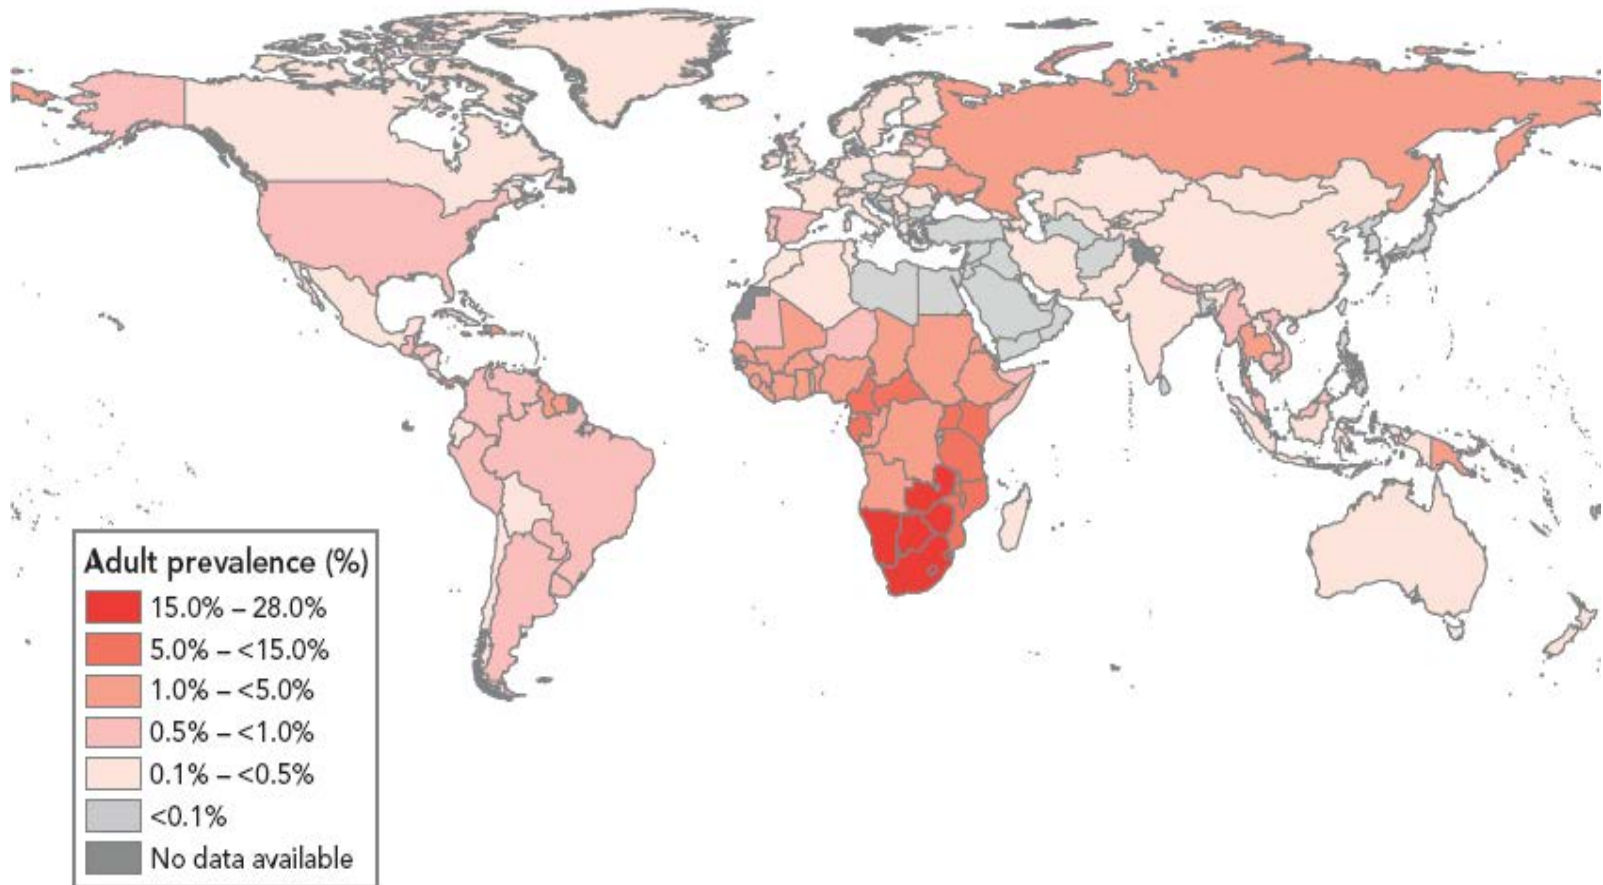 Adult prevalence (%)
15.0% – 28.0%
5.0% – <15.0%
1.0% – <5.0%
0.5% – <1.0%
0.1% – <0.5%
<0.1%
No data available